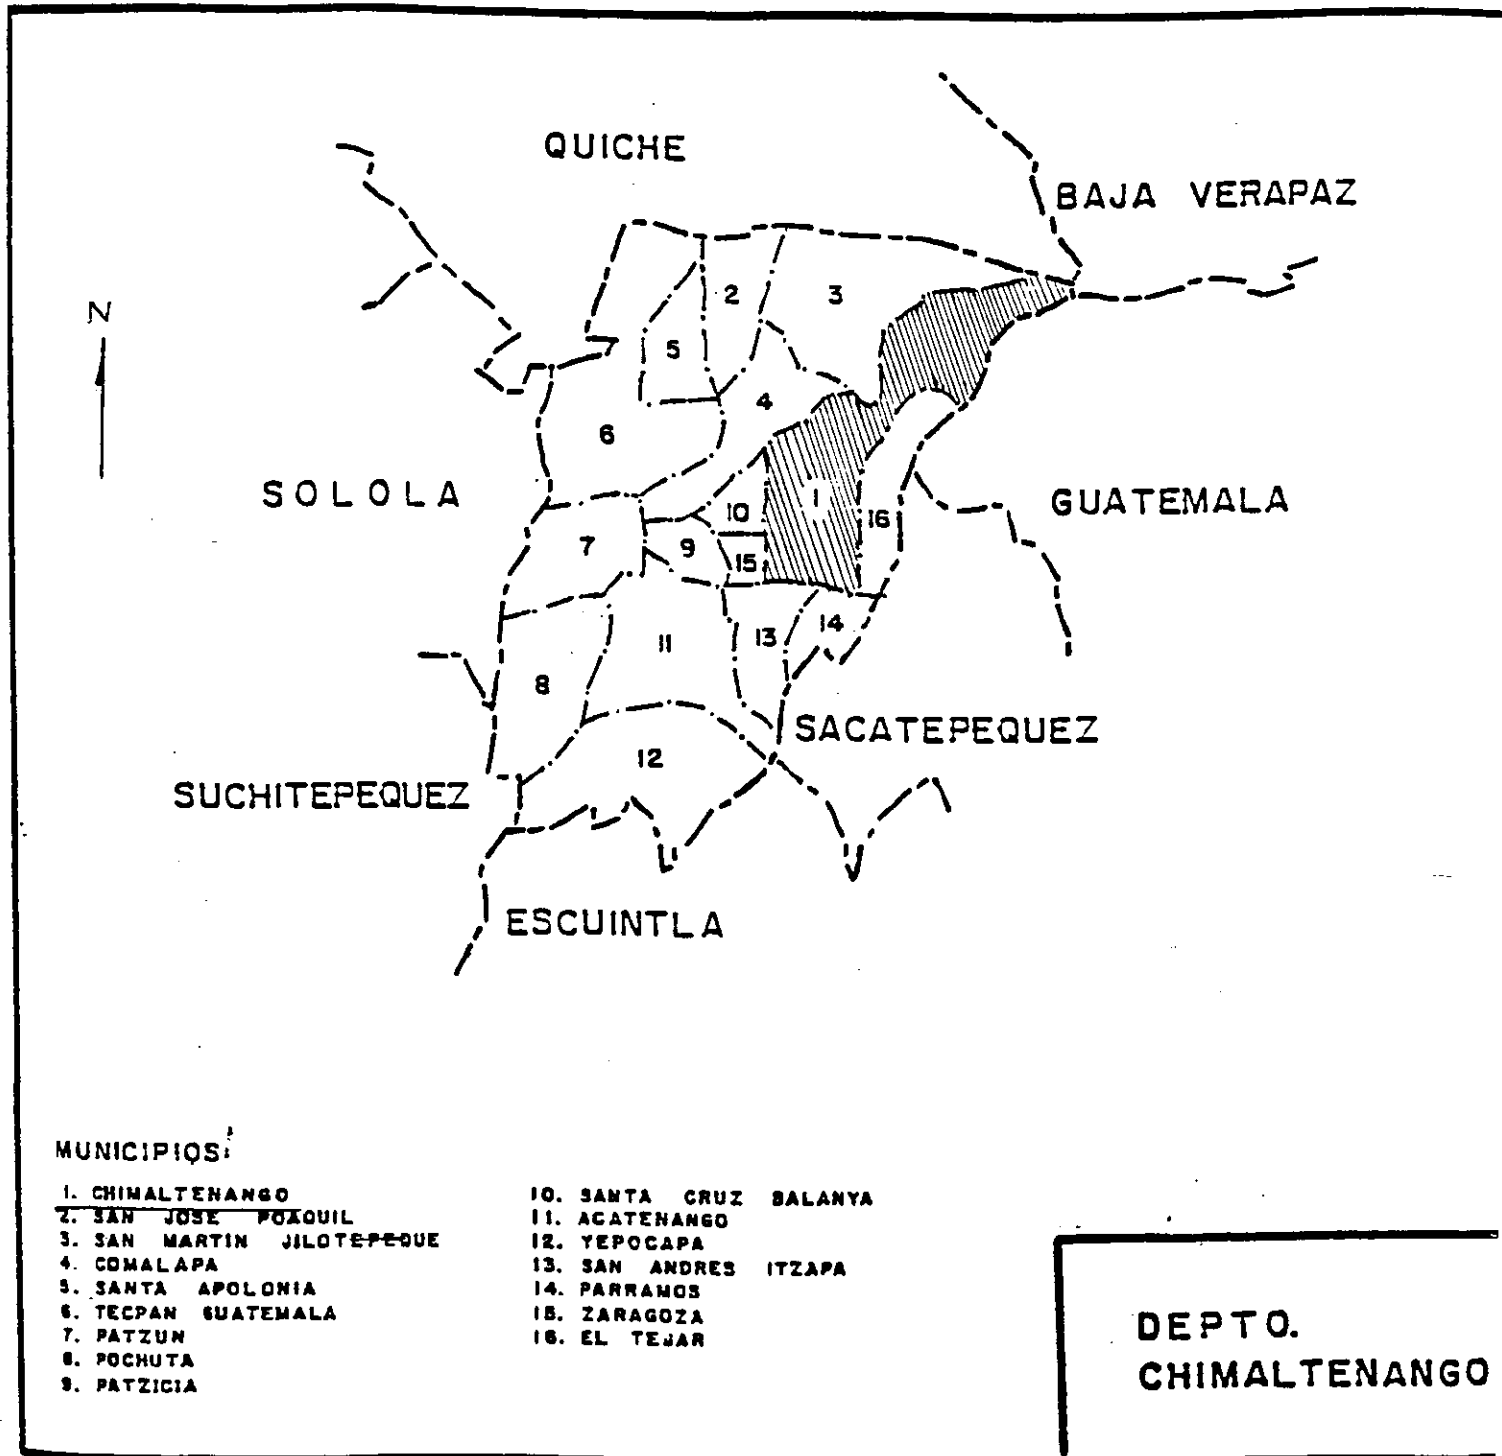 QUICHE
BAJA VERAPAZ
N
2
3
5
4
6
SOLOLA
1
GUATEMALA
10
16
7
9
15
14
13
11
8
SACATEPEQUEZ
12
SUCHITEPEQUEZ
ESCUINTLA
MUNICIPIOS:
1. CHIMALTENANGO
2. SAN JOSE POAQUIL
3. SAN MARTIN JILOTEPEQUE
4. COMALAPA
5. SANTA APOLONIA
6. TECPAN GUATEMALA
7. PATZUN
8. POCHUTA
9. PATZICIA
10. SANTA CRUZ BALANYA
11. ACATENANGO
12. YEPOCAPA
13. SAN ANDRES ITZAPA
14. PARRAMOS
15. ZARAGOZA
16. EL TEJAR
DEPTO.
CHIMALTENANGO